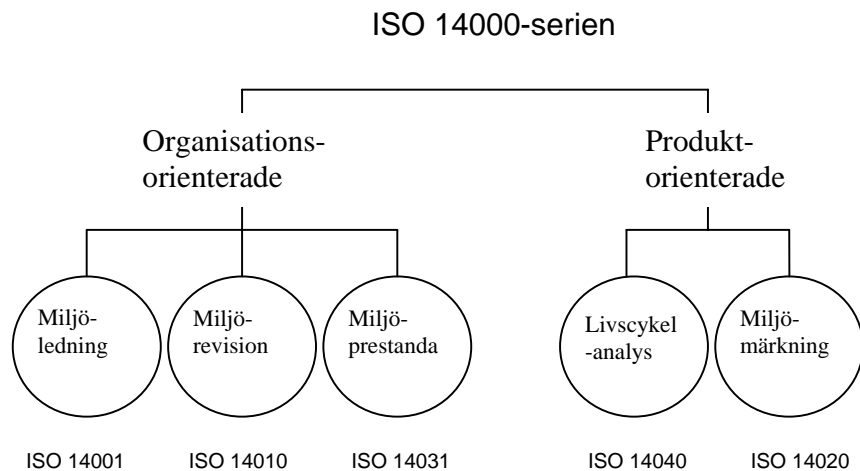 ISO 14000-serien
Organisations-
orienterade
Produkt-
orienterade
Miljö-
ledning
Miljö-
revision
Miljö-
prestanda
Livscykel
-analys
Miljö-
märkning
ISO 14001
ISO 14010
ISO 14031
ISO 14040
ISO 14020